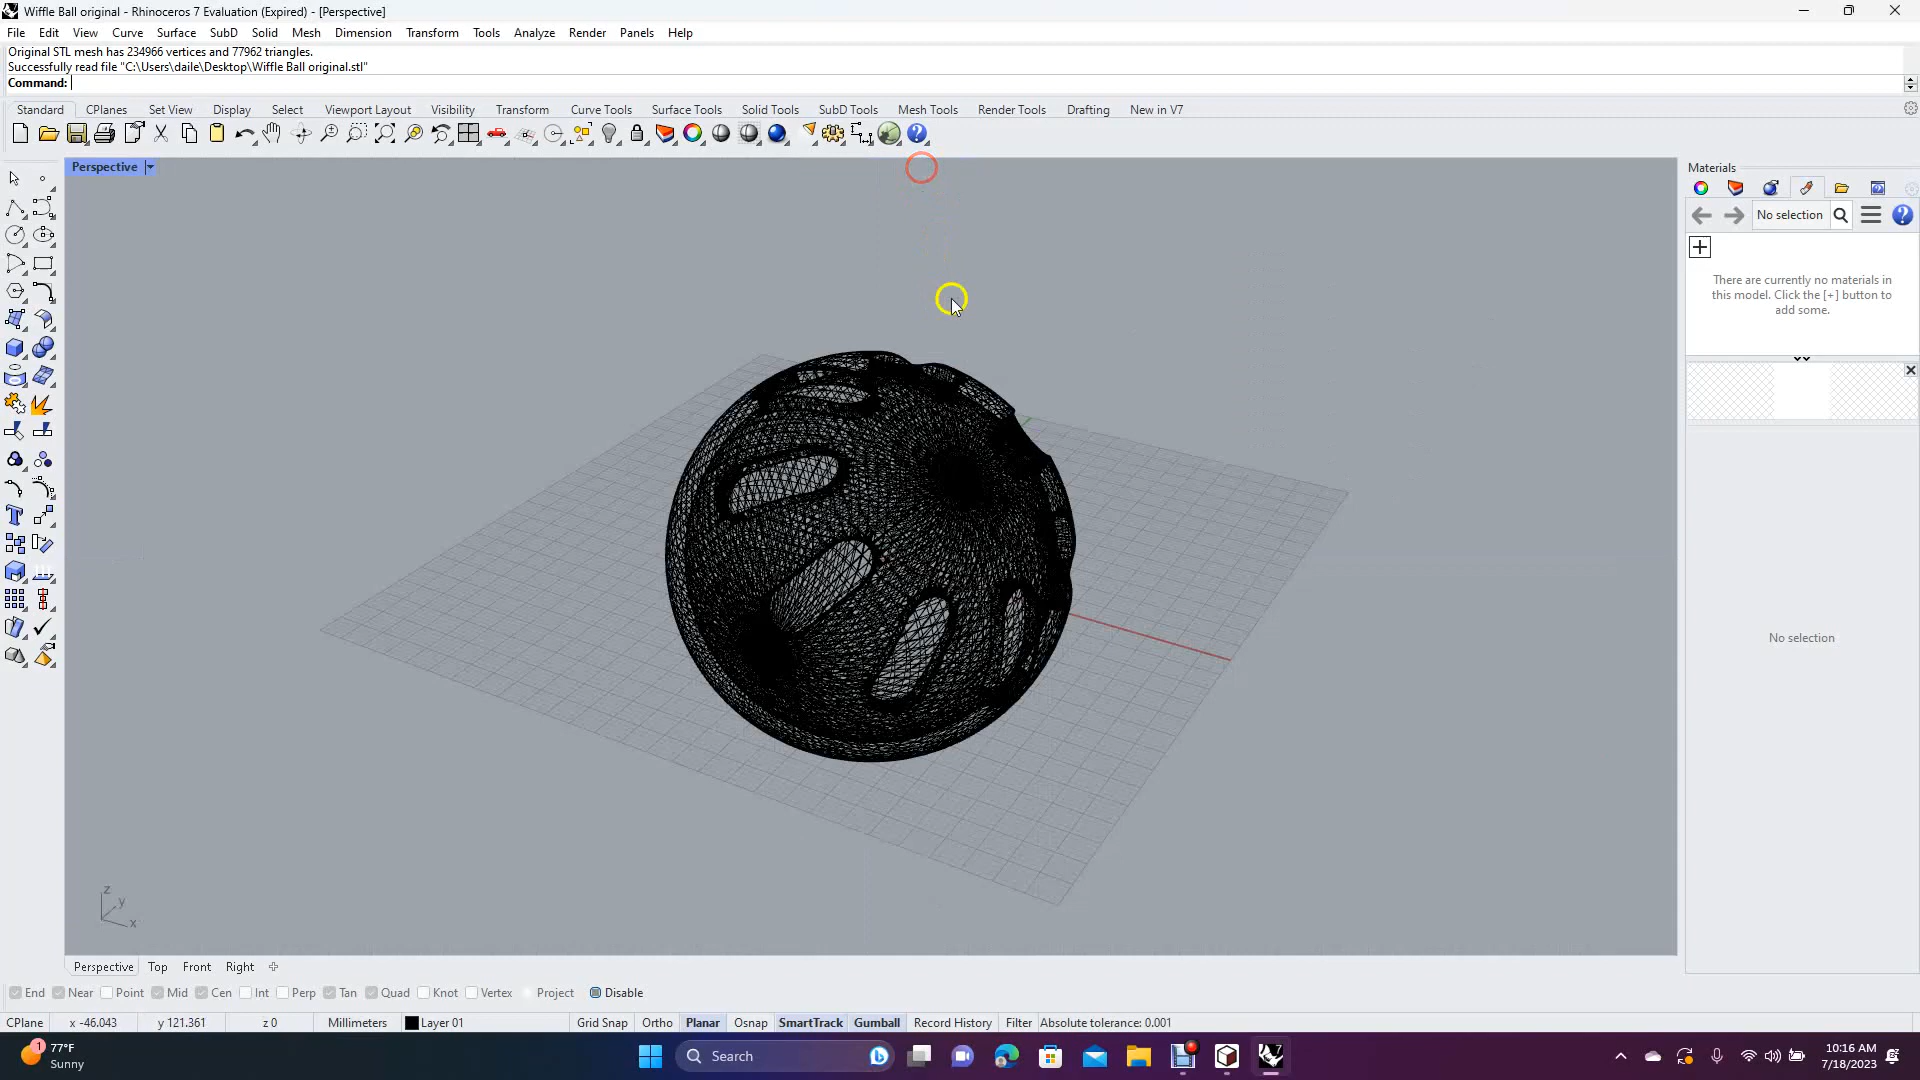 Wiffle Ball original - Rhinoceros 7 Evaluation (Expired) - [Perspective]
File Edit View Curve Surface SubD Solid Mesh Dimension Transform Tools Analyze Render Panels Help
Original STL mesh has 234966 vertices and 77962 triangles.
Successfully read file "C:\Users\daile\Desktop\Wiffle Ball original.stl"
Command:
Standard CPlanes Set View Display Select Viewport Layout Visibility Transform Curve Tools Surface Tools Solid Tools SubD Tools Mesh Tools Render Tools Drafting New in V7
Perspective
Materials
No selection
There are currently no materials in
this model. Click the [+] button to
add some.
No selection
z
y
x
Perspective Top Front Right
End Near Point Mid Cen Int Perp Tan Quad Knot Vertex Project Disable
CPlane x -46.043 y 121.361 z 0 Millimeters Layer 01 Grid Snap Ortho Planar Osnap SmartTrack Gumball Record History Filter Absolute tolerance: 0.001
1
77°F
Sunny
Search
7
10:16 AM
7/18/2023